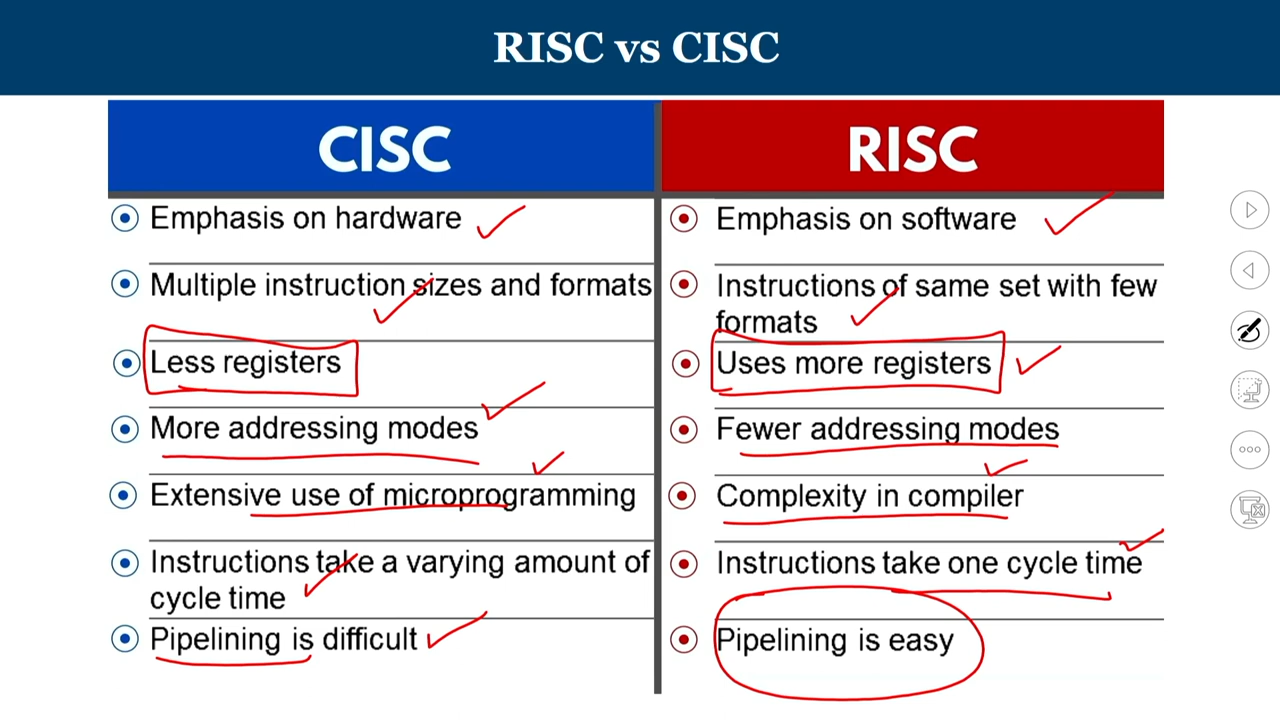 RISC vs CISC
CISC
RISC
Emphasis on hardware
Emphasis on software
Multiple instruction sizes and formats
Instructions of same set with few
formats
Less registers
Uses more registers
More addressing modes
Fewer addressing modes
Extensive use of microprogramming
Complexity in compiler
Instructions take a varying amount of
cycle time
Instructions take one cycle time
Pipelining is difficult
Pipelining is easy